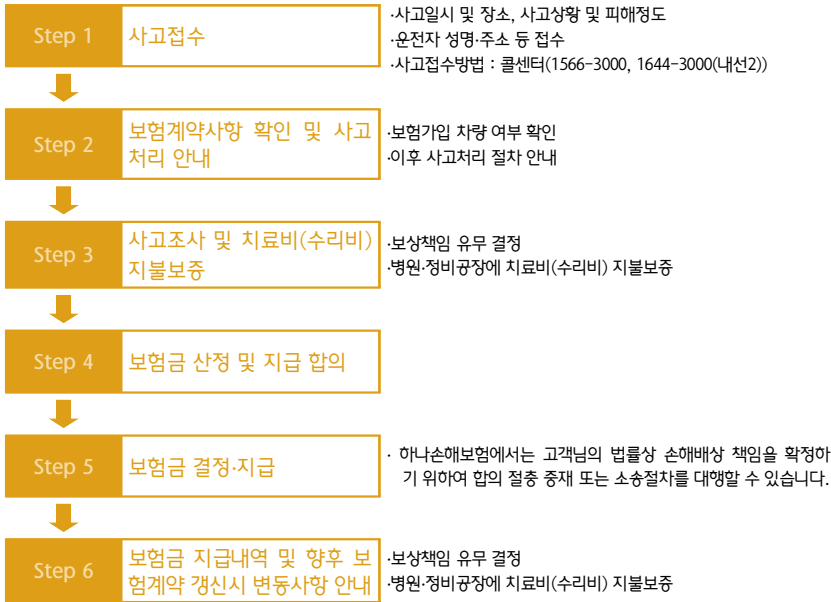 Step 1
사고접수
·사고일시 및 장소, 사고상황 및 피해정도
·운전자 성명·주소 등 접수
·사고접수방법 : 콜센터(1566-3000, 1644-3000(내선2))
Step 2
보험계약사항 확인 및 사고
처리 안내
·보험가입 차량 여부 확인
·이후 사고처리 절차 안내
Step 3
사고조사 및 치료비(수리비)
지불보증
·보상책임 유무 결정
·병원·정비공장에 치료비(수리비) 지불보증
Step 4
보험금 산정 및 지급 합의
Step 5
보험금 결정·지급
· 하나손해보험에서는 고객님의 법률상 손해배상 책임을 확정하
기 위하여 합의 절충 중재 또는 소송절차를 대행할 수 있습니다.
Step 6
보험금 지급내역 및 향후 보
험계약 갱신시 변동사항 안내
·보상책임 유무 결정
·병원·정비공장에 치료비(수리비) 지불보증